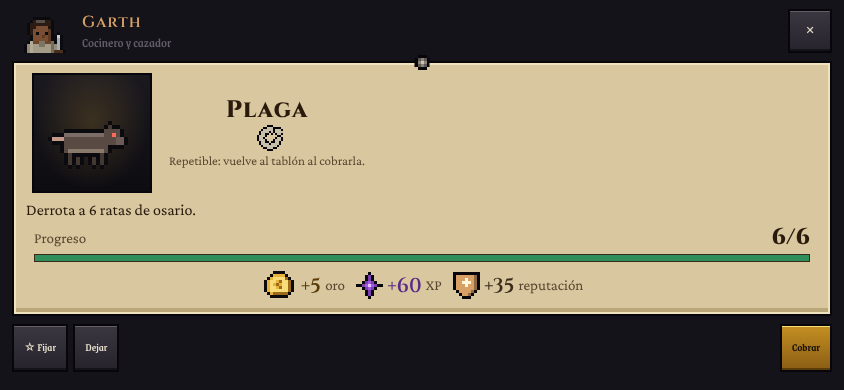 Garth
Cocinero y cazador
×
Plaga
Repetible: vuelve al tablón al cobrarla.
Derrota a 6 ratas de osario.
Progreso
6/6
+5 oro +60 XP +35 reputación
☆ Fijar
Dejar
Cobrar